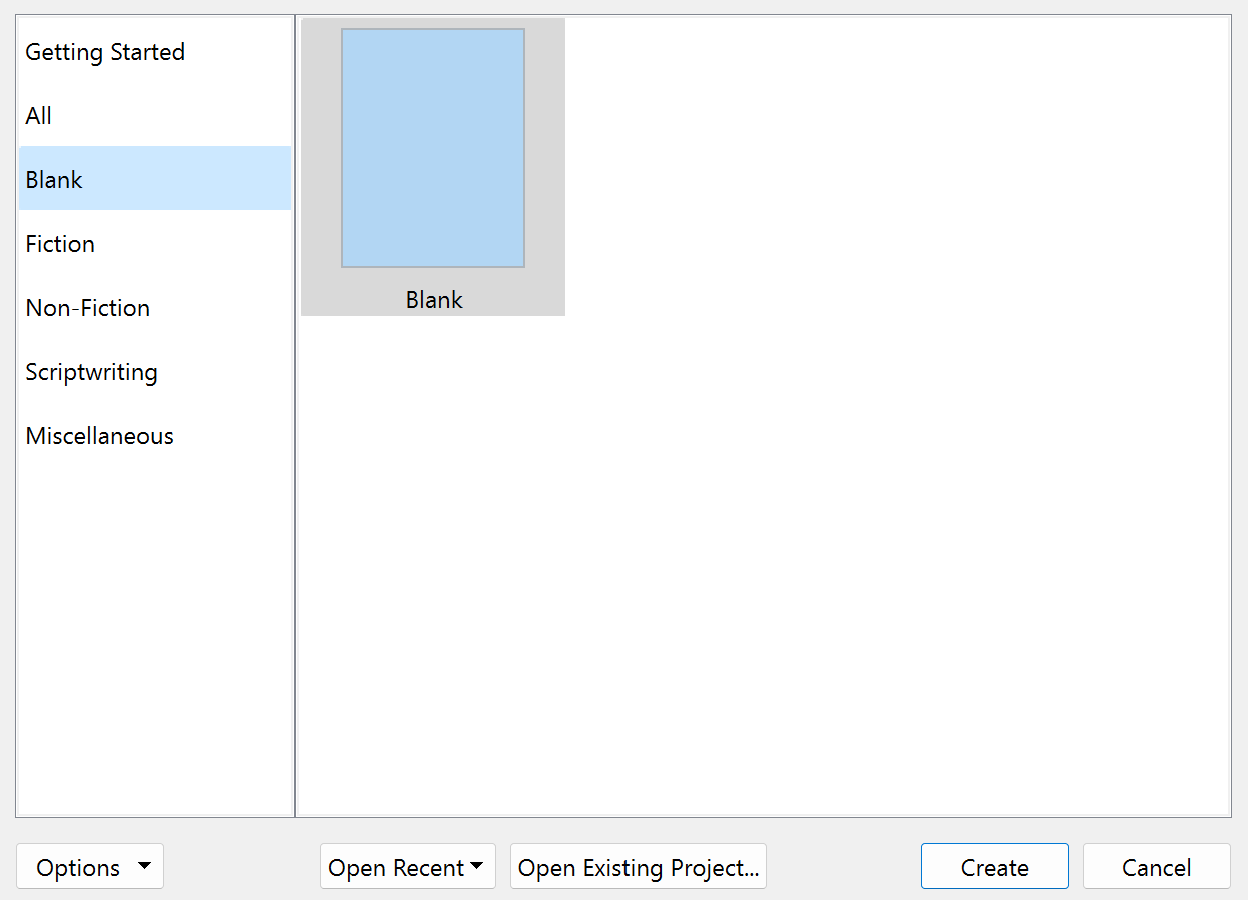 Getting Started
All
Blank
Fiction
Non-Fiction
Scriptwriting
Miscellaneous
Blank
Options
Open Recent
Open Existing Project...
Create
Cancel